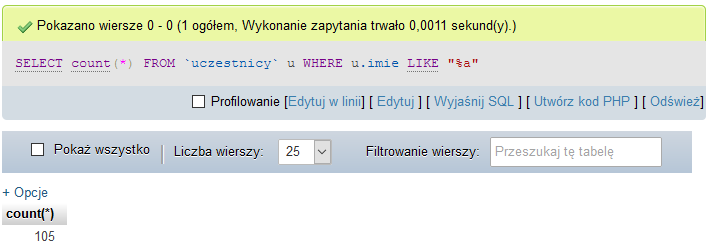 Pokazano wiersze 0 - 0 (1 ogółem, Wykonanie zapytania trwało 0,0011 sekund(y).)
SELECT count(*) FROM `uczestnicy` u WHERE u.imie LIKE "%a"
Profilowanie [Edytuj w linii] [ Edytuj ] [ Wyjaśnij SQL ] [ Utwórz kod PHP ] [ Odśwież]
Pokaż wszystko | Liczba wierszy: 25 Filtrowanie wierszy: Przeszukaj tę tabelę
+ Opcje
count(*)
105